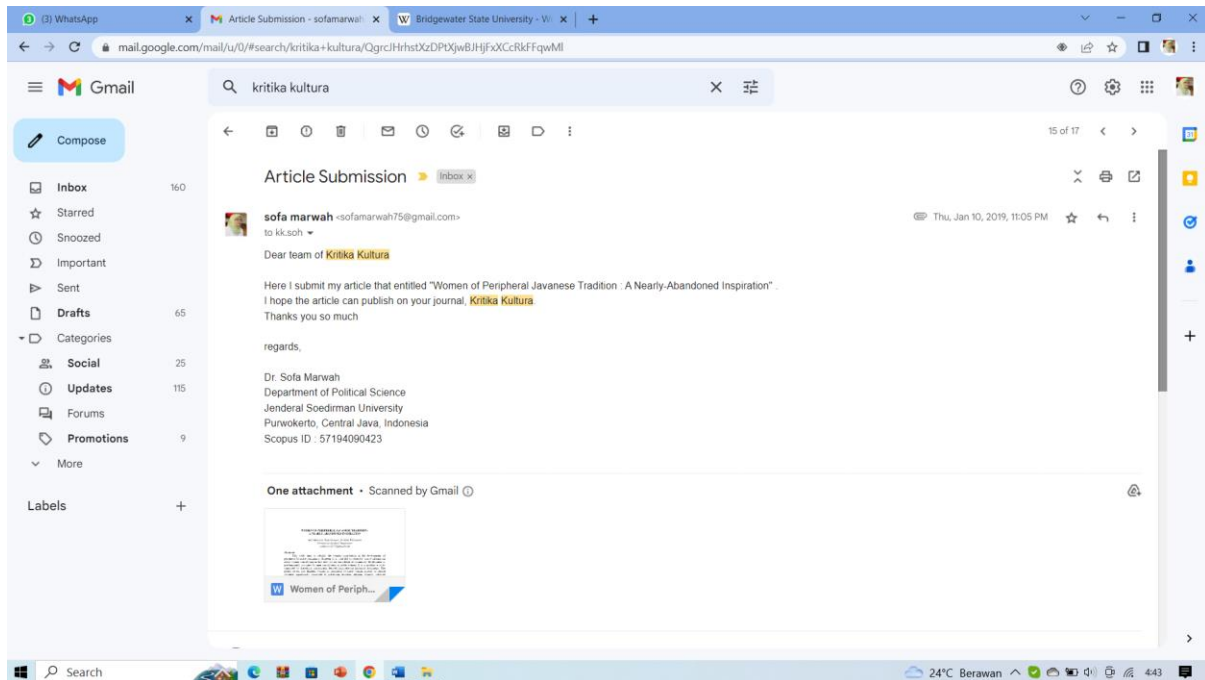 (3) WhatsApp
Article Submission - sofamarwah
Bridgewater State University - Wi
mail.google.com/mail/u/0/#search/kritika+kultura/QgrcJHrhstXzDPtXjwBJHjFxXCcRkFFqwMl
Gmail
kritika kultura
Compose
15 of 17
Inbox 160
Starred
Snoozed
Important
Sent
Drafts 65
Categories
Social 25
Updates 115
Forums
Promotions 9
More
Labels
Article Submission Inbox x
sofa marwah <sofamarwah75@gmail.com> Thu, Jan 10, 2019, 11:05 PM
to kk.soh
Dear team of Kritika Kultura
Here I submit my article that entitled "Women of Peripheral Javanese Tradition : A Nearly-Abandoned Inspiration" .
I hope the article can publish on your journal, Kritika Kultura.
Thanks you so much
regards,
Dr. Sofa Marwah
Department of Political Science
Jenderal Soedirman University
Purwokerto, Central Java, Indonesia
Scopus ID : 57194090423
One attachment • Scanned by Gmail
W Women of Periph...
Search
24°C Berawan 4:43